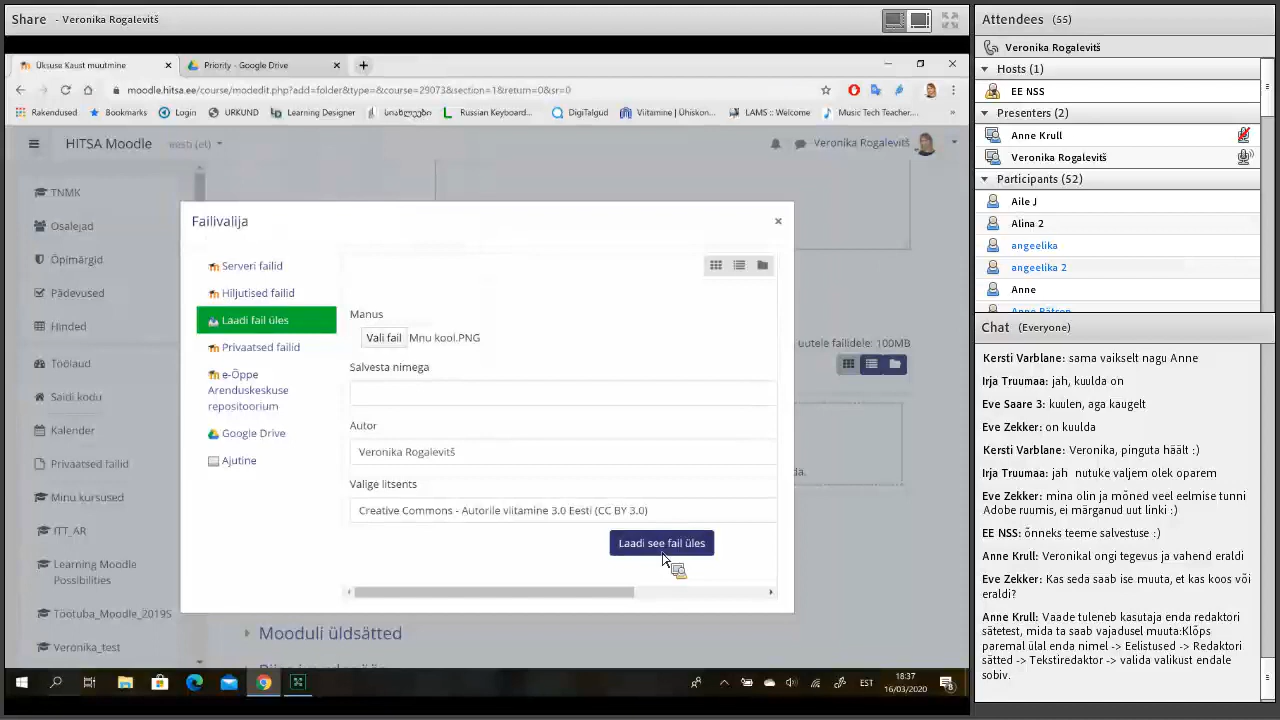 Share - Veronika Rogalevitš
Üksuse Kaust muutmine
Priority - Google Drive
moodle.hitsa.ee/course/modedit.php?add=folder&type=&course=29073&section=1&return=0&sr=0
Rakendused
Bookmarks
Login
URKUND
სახელგზო
Russian Keyboard...
DigiTalgud
Viitamine | Ühiskon...
LAMS :: Welcome
Music Tech Teacher,...
HITSA Moodle
eesti (et)
Veronika Rogalevitš
TNMK
Osalejad
Õpimärgid
Pädevused
Hinded
Töölaud
Saidi kodu
Kalender
Privaatsed failid
Minu kursused
ITT_AR
Learning Moodle
Possibilities
Töötuba_Moodle_2019S
Veronika_test
Failivalija
×
Serveri failid
Hiljutised failid
Laadi fail üles
Privaatsed failid
e-Õppe
Arenduskeskuse
repositoorium
Google Drive
Ajutine
Manus
Vali fail Mnu kool.PNG
Salvesta nimega
Autor
Veronika Rogalevitš
Valige litsents
Creative Commons - Autorile viitamine 3.0 Eesti (CC BY 3.0)
Laadi see fail üles
uutele failidele: 100MB
da.
Mooduli üldsätted
EST
18:37
16/03/2020
8
Attendees (55)
Veronika Rogalevitš
Hosts (1)
EE NSS
Presenters (2)
Anne Krull
Veronika Rogalevitš
Participants (52)
Aile J
Alina 2
angeelika
angeelika 2
Anne
Anne Rätsep
Chat (Everyone)
Kersti Varblane: sama vaikselt nagu Anne
Irja Truumaa: jah, kuulda on
Eve Saare 3: kuulen, aga kaugelt
Eve Zekker: on kuulda
Kersti Varblane: Veronika, pinguta häält :)
Irja Truumaa: jah nutuke valjem olek oparem
Eve Zekker: mina olin ja mõned veel eelmise tunni
Adobe ruumis, ei märganud uut linki :)
EE NSS: õnneks teeme salvestuse :)
Anne Krull: Veronikal ongi tegevus ja vahend eraldi
Eve Zekker: Kas seda saab ise muuta, et kas koos või
eraldi?
Anne Krull: Vaade tuleneb kasutaja enda redaktori
sätetest, mida ta saab vajadusel muuta:Klõps
paremal ülal enda nimel -> Eelistused -> Redaktori
sätted -> Tekstiredaktor -> valida valikust endale
sobiv.